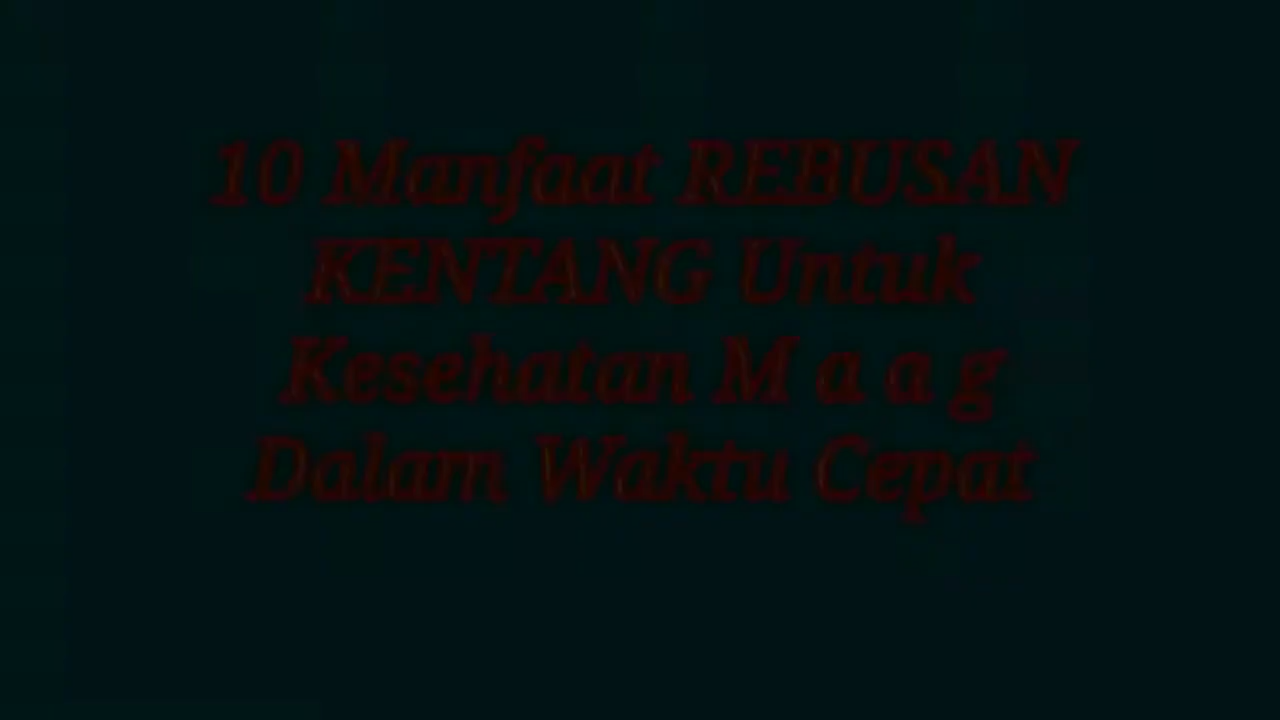 10 Manfaat REBUSAN
KENTANG Untuk
Kesehatan M a a g
Dalam Waktu Cepat